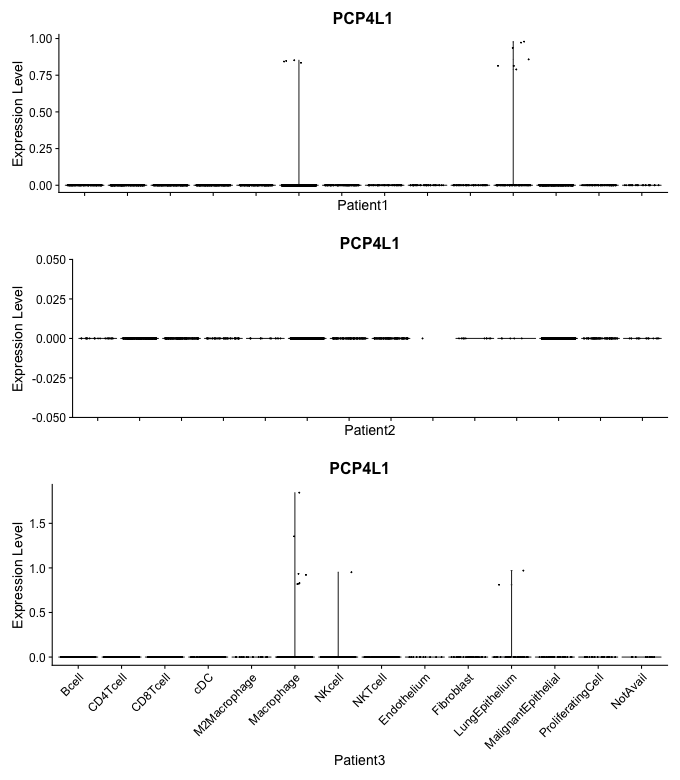 PCP4L1
Expression Level
1.00
0.75
0.50
0.25
0.00
Patient1
PCP4L1
Expression Level
0.050
0.025
0.000
-0.025
-0.050
Patient2
PCP4L1
Expression Level
1.5
1.0
0.5
0.0
Bcell
CD4Tcell
CD8Tcell
cDC
M2Macrophage
Macrophage
NKcell
NKTcell
Endothelium
Fibroblast
LungEpithelium
MalignantEpithelial
ProliferatingCell
NotAvail
Patient3